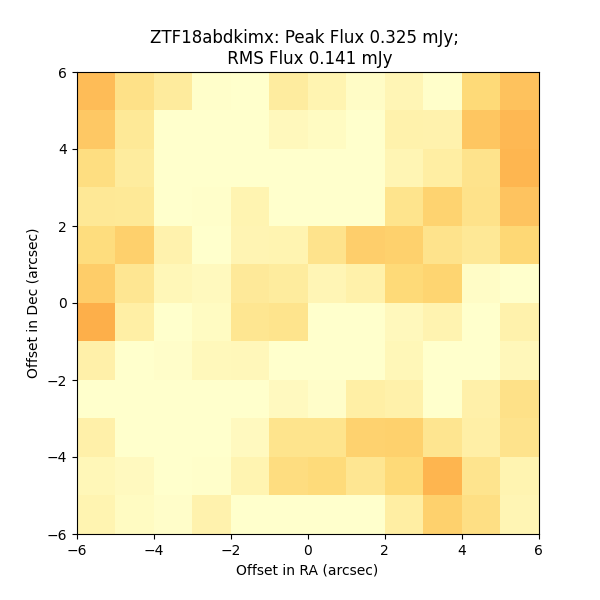 ZTF18abdkimx: Peak Flux 0.325 mJy;
RMS Flux 0.141 mJy
6
4
2
0
−2
−4
−6
Offset in Dec (arcsec)
−6 −4 −2 0 2 4 6
Offset in RA (arcsec)